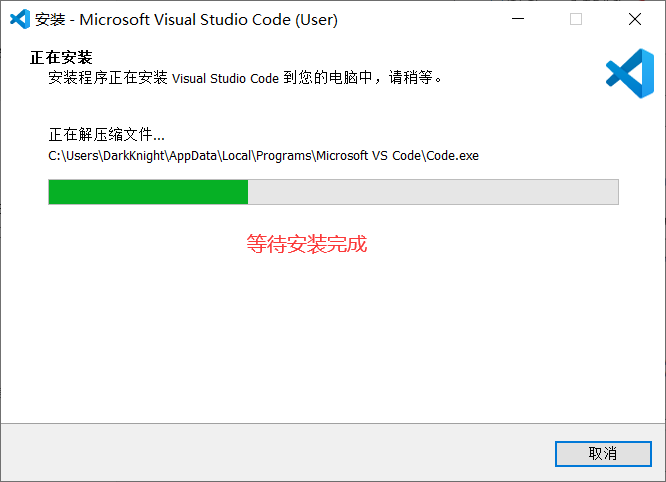 安装 - Microsoft Visual Studio Code (User)
正在安装
安装程序正在安装 Visual Studio Code 到您的电脑中，请稍等。
正在解压缩文件...
C:\Users\DarkKnight\AppData\Local\Programs\Microsoft VS Code\Code.exe
等待安装完成
取消